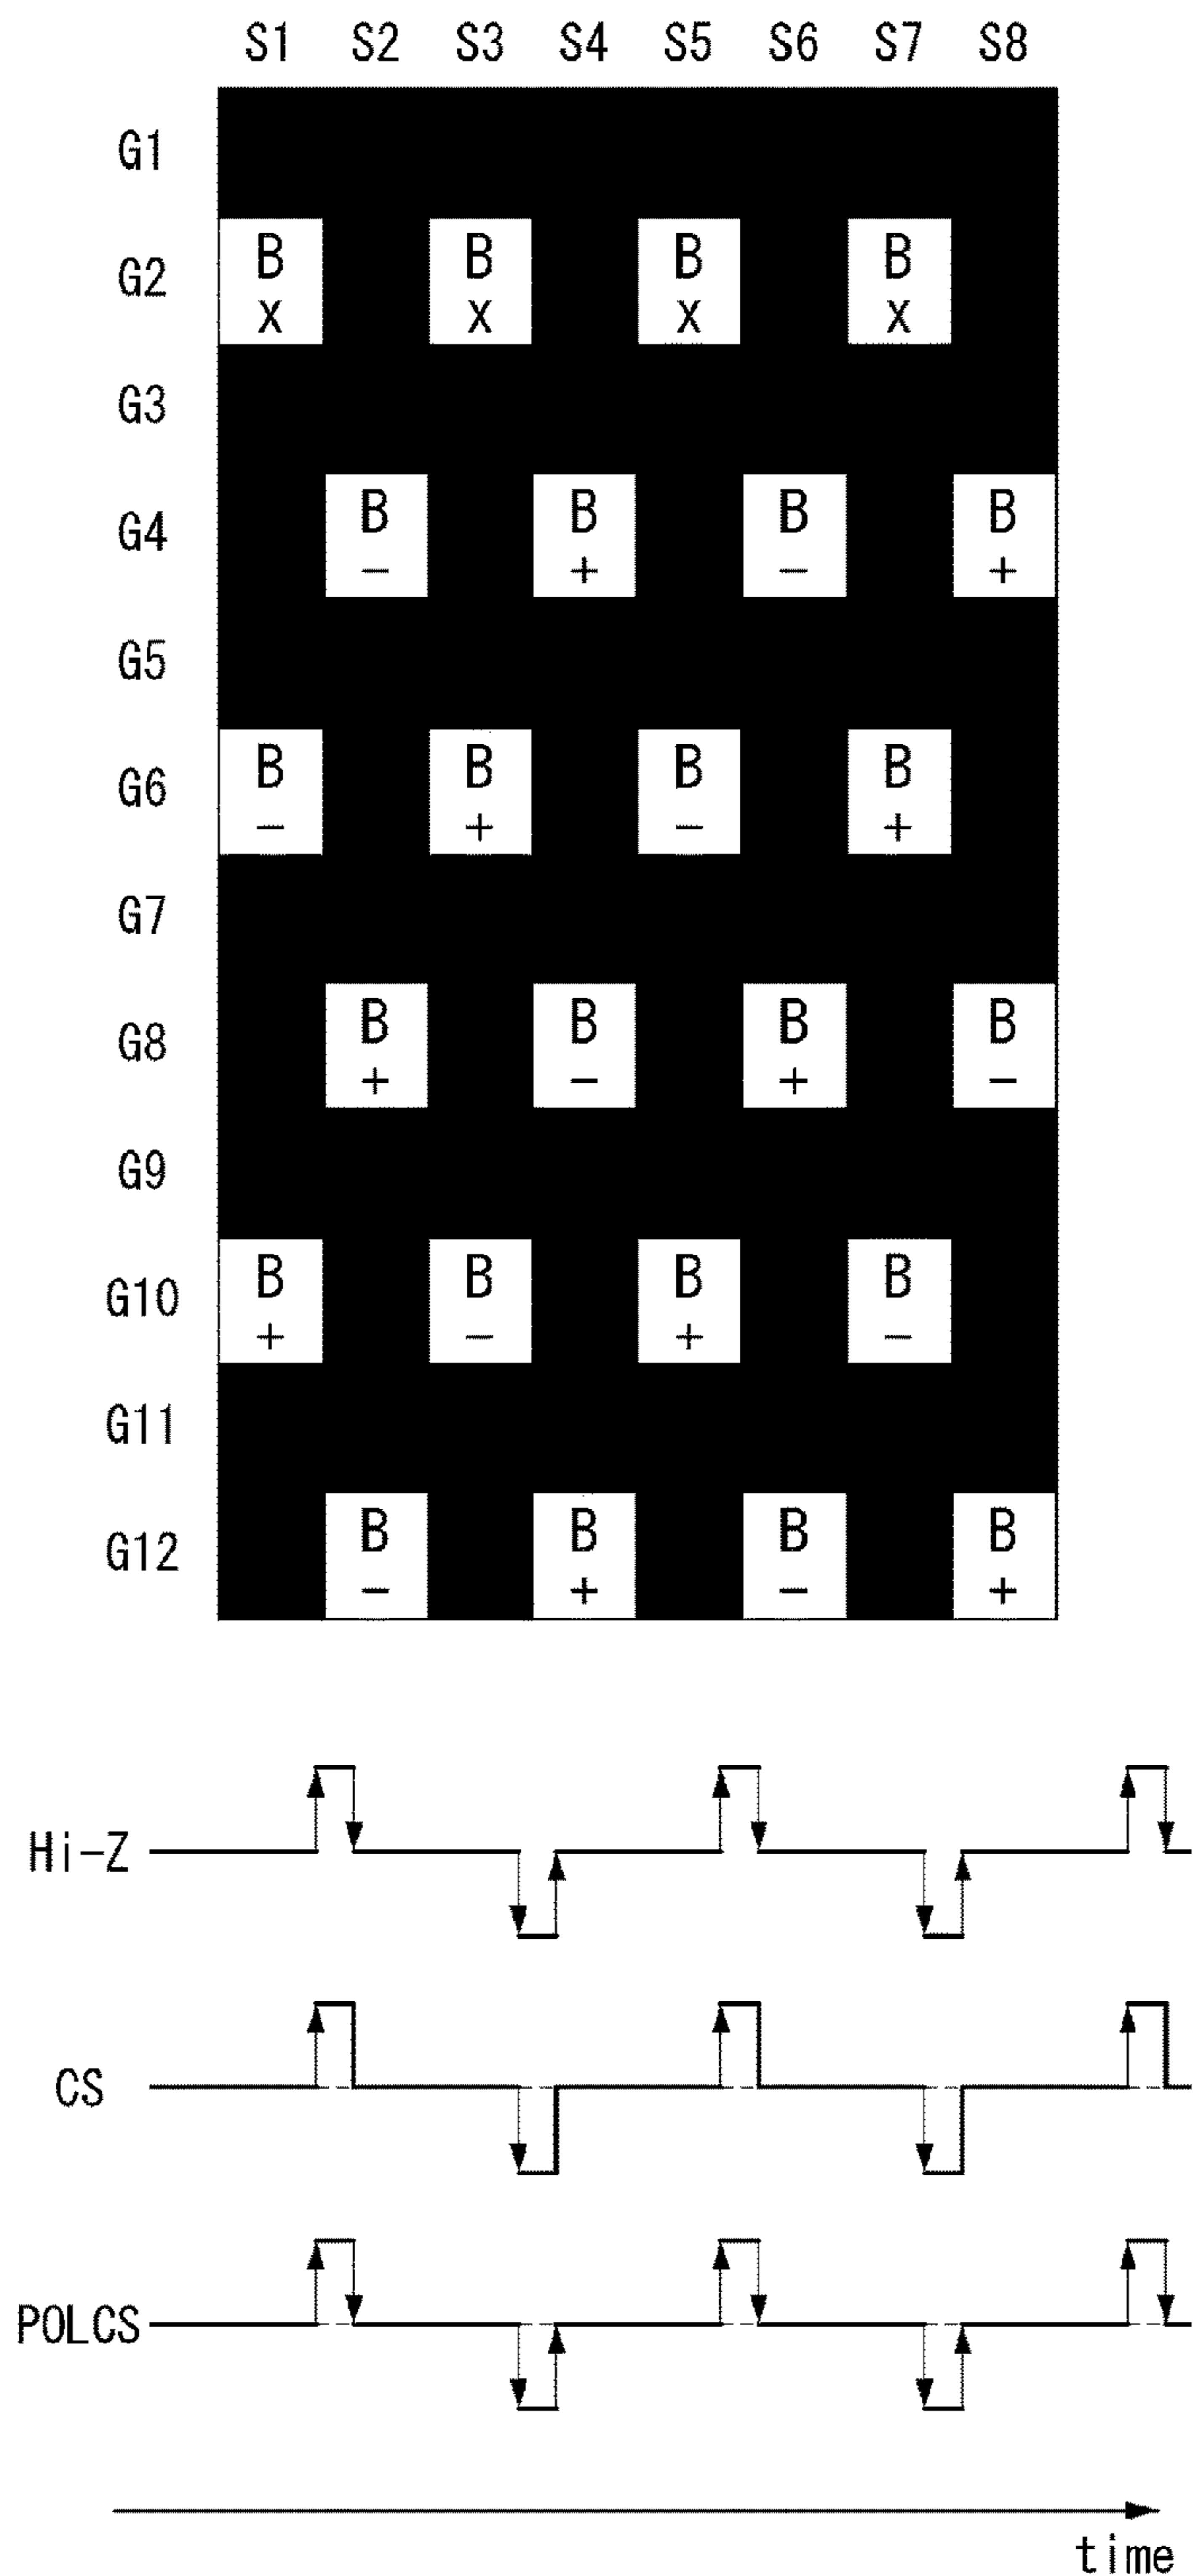 S1 S2 S3 S4 S5 S6 S7 S8
G1
G2 B B B B
X X X X
G3
G4 B B B B
− + − +
G5
G6 B B B B
− + − +
G7
G8 B B B B
+ − + −
G9
G10 B B B B
+ − + −
G11
G12 B B B B
− + − +
Hi-Z
CS
POLCS
time